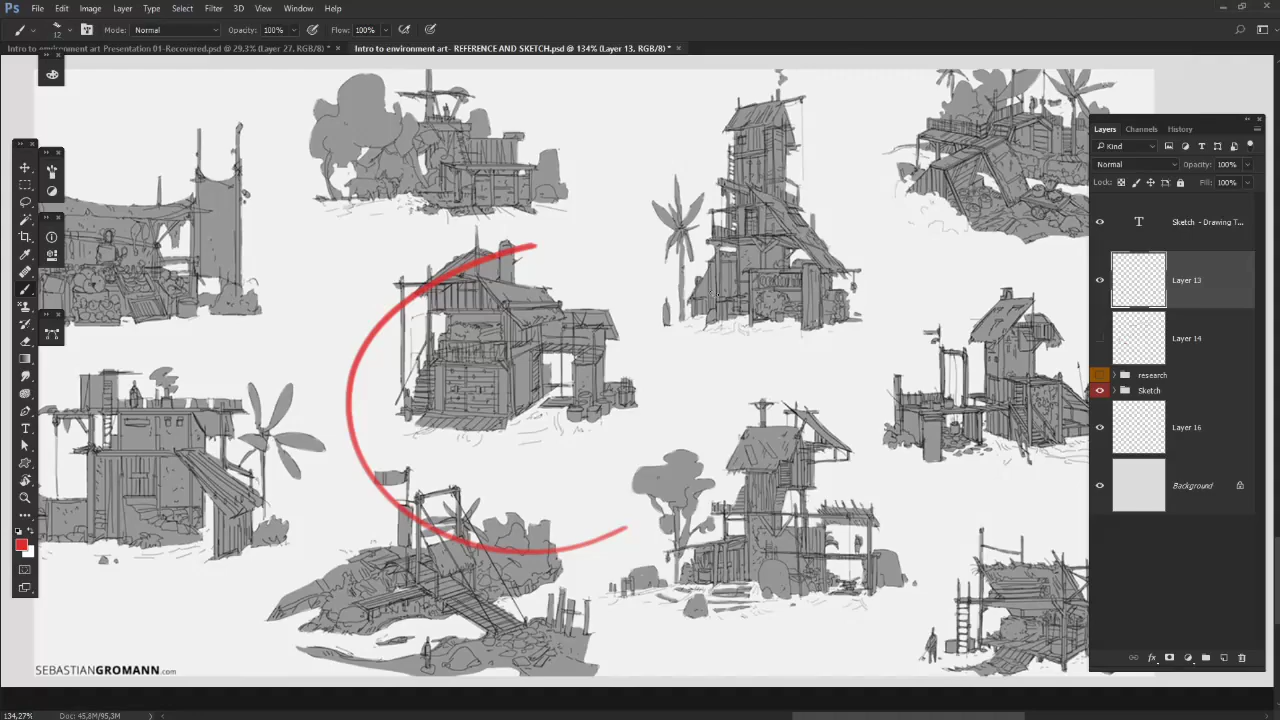 Ps File Edit Image Layer Type Select Filter 3D View Window Help
12 Mode: Normal Opacity: 100% Flow: 100%
Intro to environment art Presentation 01-Recovered.psd @ 29.3% (Layer 27, RGB/8) * ×
Intro to environment art- REFERENCE AND SKETCH.psd @ 134% (Layer 13, RGB/8) * ×
Layers Channels History
Kind
Normal Opacity: 100%
Lock: Fill: 100%
T Sketch - Drawing T...
Layer 13
Layer 14
research
Sketch
Layer 16
Background
fx
SEBASTIANGROMANN.com
134,27% Doc: 45,8M/95,3M